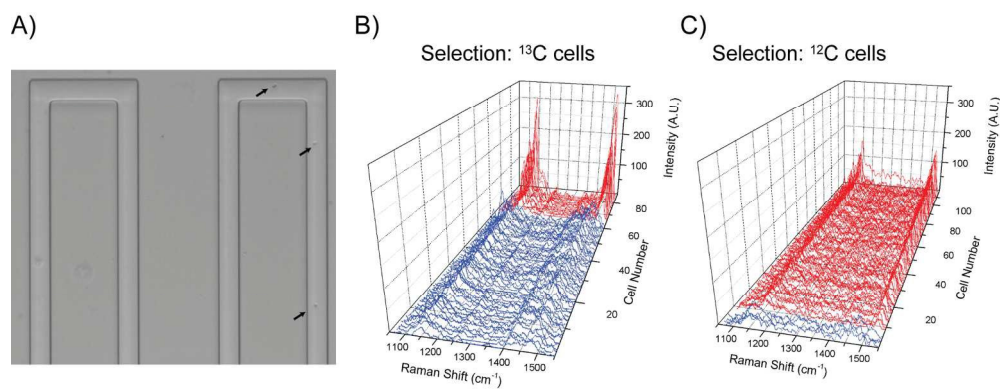 A)
B)
Selection: ¹³C cells
300
200
100
Intensity (A.U.)
80
60
40
20
Cell Number
1100
1200
1300
1400
1500
Raman Shift (cm⁻¹)
C)
Selection: ¹²C cells
300
200
100
Intensity (A.U.)
100
80
60
40
20
Cell Number
1100
1200
1300
1400
1500
Raman Shift (cm⁻¹)